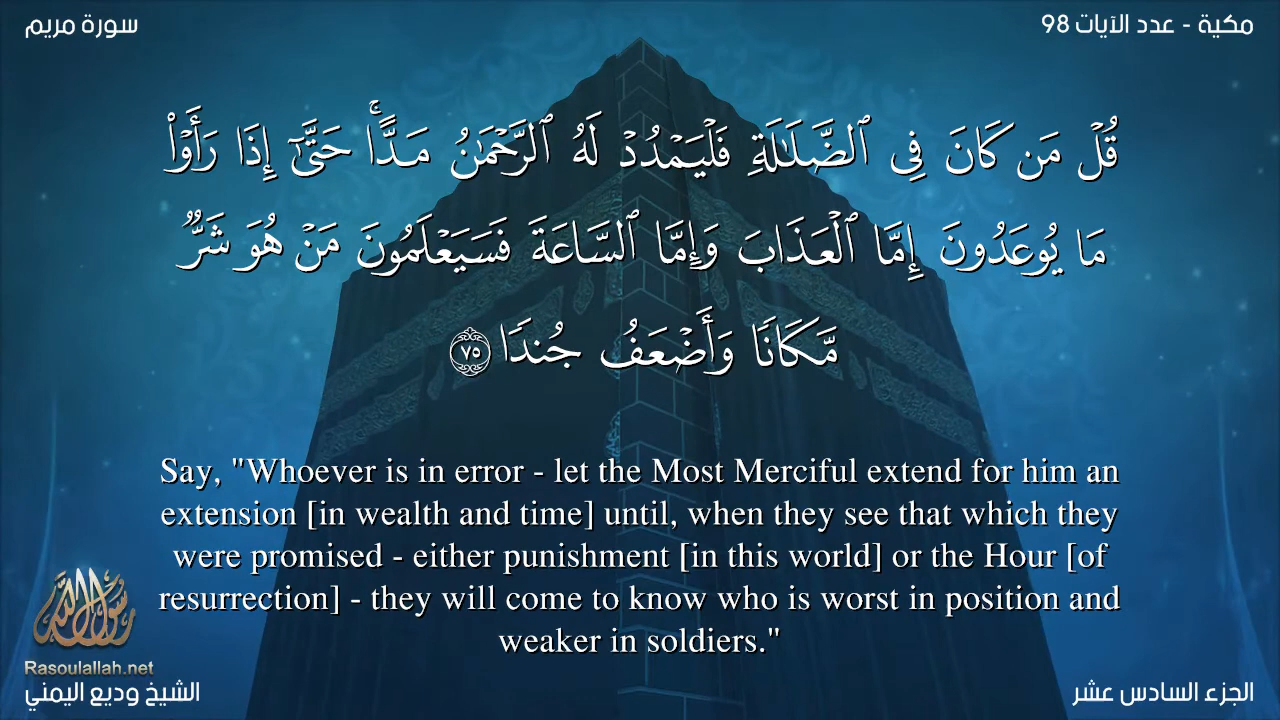 سورة مريم
مكية - عدد الآيات 98
قُلْ مَن كَانَ فِى ٱلضَّلَٰلَةِ فَلْيَمْدُدْ لَهُ ٱلرَّحْمَٰنُ مَدًّا ۚ حَتَّىٰٓ إِذَا رَأَوْا۟
مَا يُوعَدُونَ إِمَّا ٱلْعَذَابَ وَإِمَّا ٱلسَّاعَةَ فَسَيَعْلَمُونَ مَنْ هُوَ شَرٌّ
مَّكَانًا وَأَضْعَفُ جُندًا ٧٥
Say, "Whoever is in error - let the Most Merciful extend for him an
extension [in wealth and time] until, when they see that which they
were promised - either punishment [in this world] or the Hour [of
resurrection] - they will come to know who is worst in position and
weaker in soldiers."
رسول الله
Rasoulallah.net
الشيخ وديع اليمني
الجزء السادس عشر